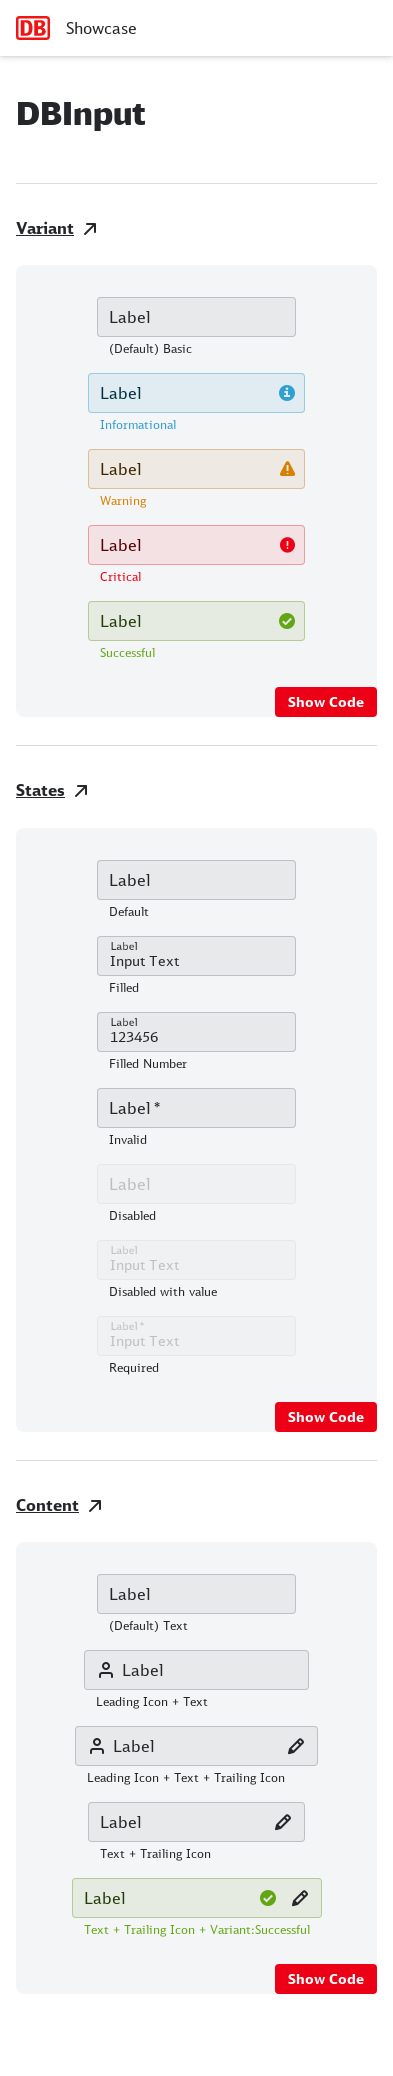 DB Showcase
DBInput
Variant
Label
(Default) Basic
Label
Informational
Label
Warning
Label
Critical
Label
Successful
Show Code
States
Label
Default
Label
Input Text
Filled
Label
123456
Filled Number
Label *
Invalid
Label
Disabled
Label
Input Text
Disabled with value
Label *
Input Text
Required
Show Code
Content
Label
(Default) Text
Label
Leading Icon + Text
Label
Leading Icon + Text + Trailing Icon
Label
Text + Trailing Icon
Label
Text + Trailing Icon + Variant:Successful
Show Code